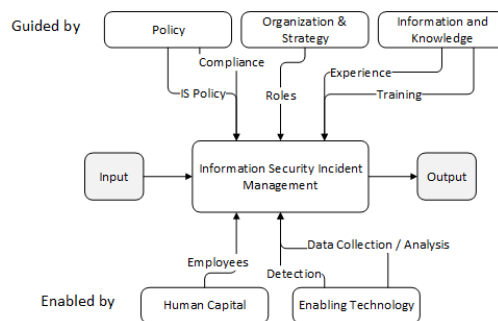 Guided by
Policy
Organization &
Strategy
Information and
Knowledge
Compliance
Experience
IS Policy
Roles
Training
Input
Information Security Incident
Management
Output
Data Collection / Analysis
Employees
Detection
Enabled by
Human Capital
Enabling Technology